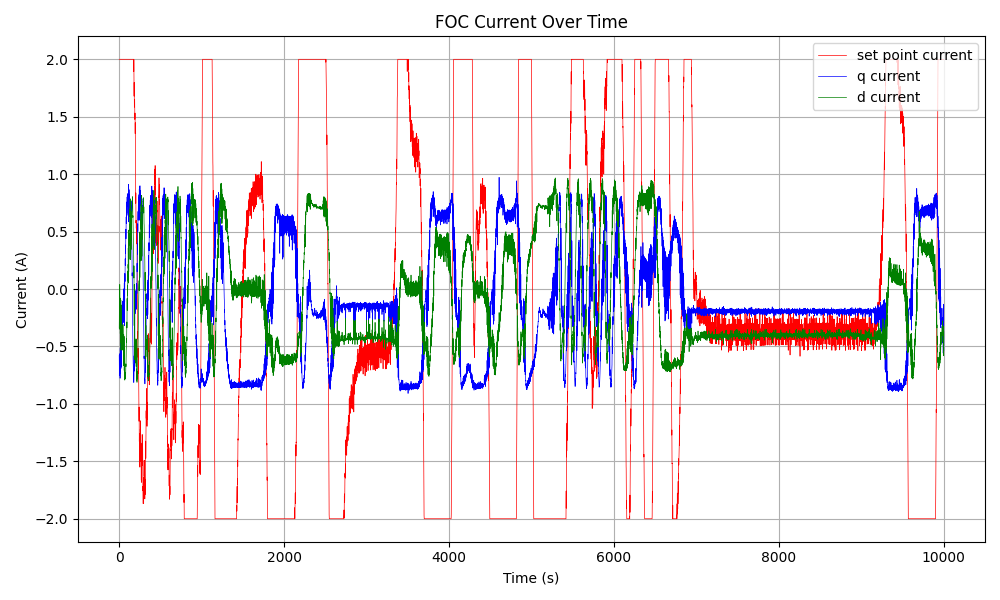 FOC Current Over Time
set point current
q current
d current
2.0
1.5
1.0
0.5
0.0
−0.5
−1.0
−1.5
−2.0
Current (A)
0 2000 4000 6000 8000 10000
Time (s)